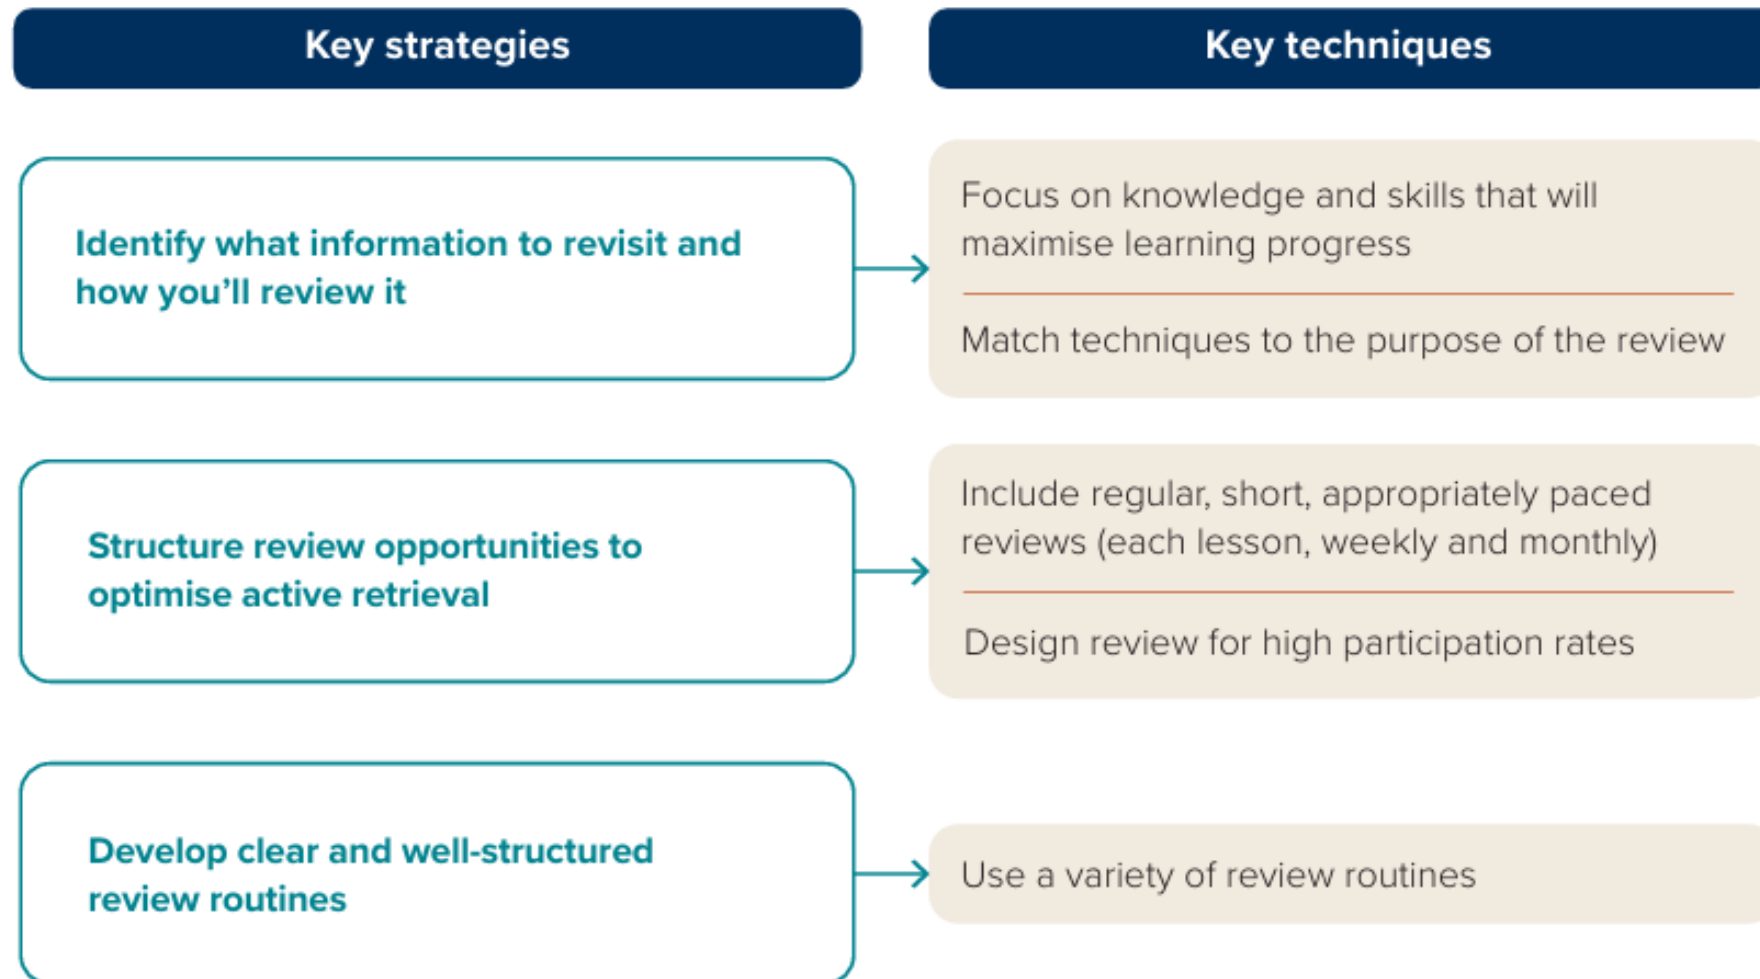 Key strategies
Key techniques
Identify what information to revisit and
how you’ll review it
Focus on knowledge and skills that will
maximise learning progress
Match techniques to the purpose of the review
Structure review opportunities to
optimise active retrieval
Include regular, short, appropriately paced
reviews (each lesson, weekly and monthly)
Design review for high participation rates
Develop clear and well-structured
review routines
Use a variety of review routines